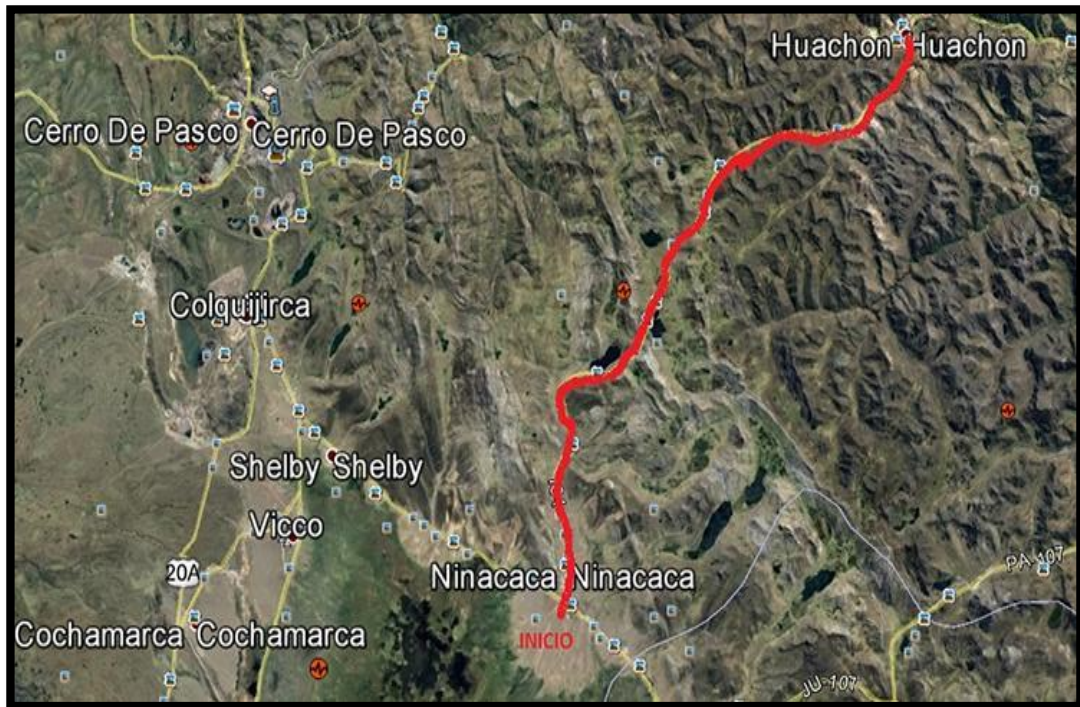 Huachon Huachon
Cerro De Pasco Cerro De Pasco
Colquijirca
Shelby Shelby
Vicco
Ninacaca Ninacaca
20A
PA-107
Cochamarca Cochamarca
INICIO
JU-107